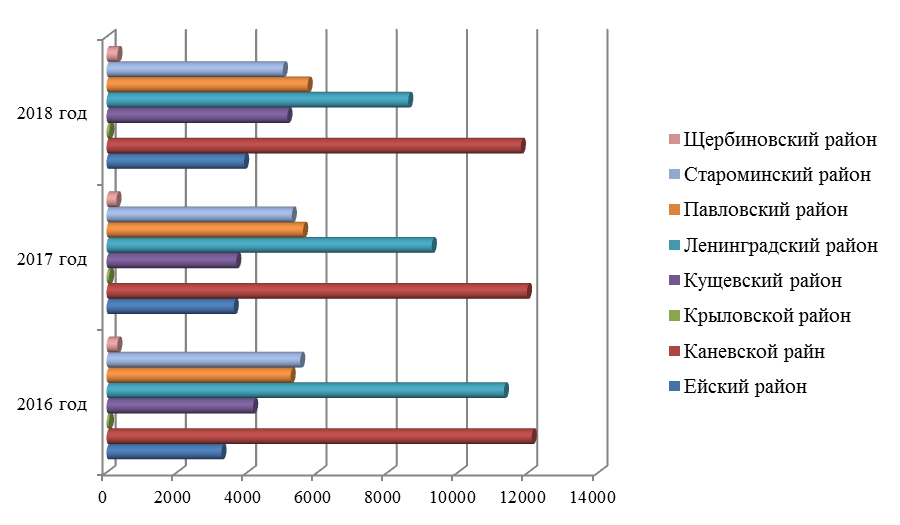 2018 год
2017 год
2016 год
0 2000 4000 6000 8000 10000 12000 14000
Щербиновский район
Староминский район
Павловский район
Ленинградский район
Кущевский район
Крыловской район
Каневской райн
Ейский район